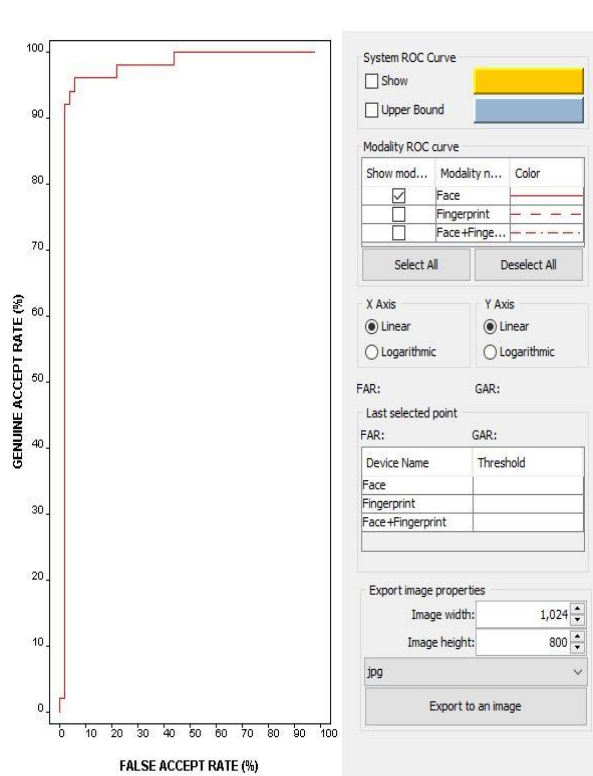 100
90
80
70
60
50
40
30
20
10
0
GENUINE ACCEPT RATE (%)
0 10 20 30 40 50 60 70 80 90 100
FALSE ACCEPT RATE (%)
System ROC Curve
Show
Upper Bound
Modality ROC curve
Show mod... Modality n... Color
Face
Fingerprint
Face+Finge...
Select All Deselect All
X Axis Y Axis
Linear Linear
Logarithmic Logarithmic
FAR: GAR:
Last selected point
FAR: GAR:
Device Name Threshold
Face
Fingerprint
Face+Fingerprint
Export image properties
Image width: 1,024
Image height: 800
jpg
Export to an image